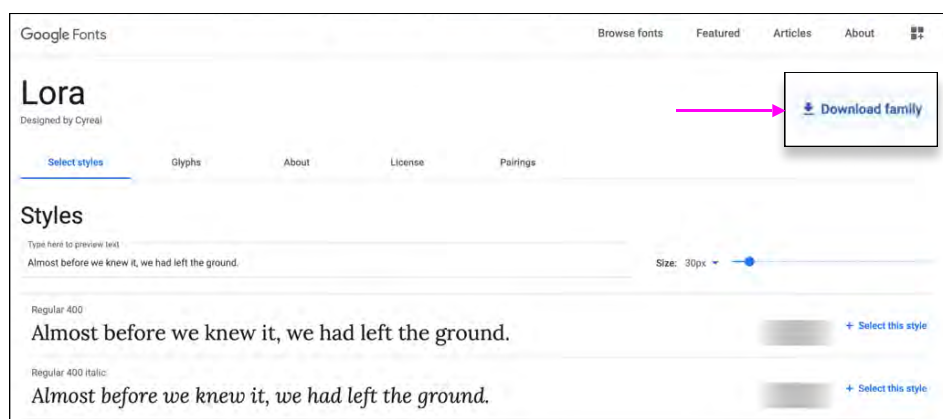 Google Fonts
Browse fonts Featured Articles About
Lora
Designed by Cyreal
Download family
Select styles Glyphs About License Pairings
Styles
Type here to preview text
Almost before we knew it, we had left the ground.
Size: 30px
Regular 400
Almost before we knew it, we had left the ground.
+ Select this style
Regular 400 italic
Almost before we knew it, we had left the ground.
+ Select this style